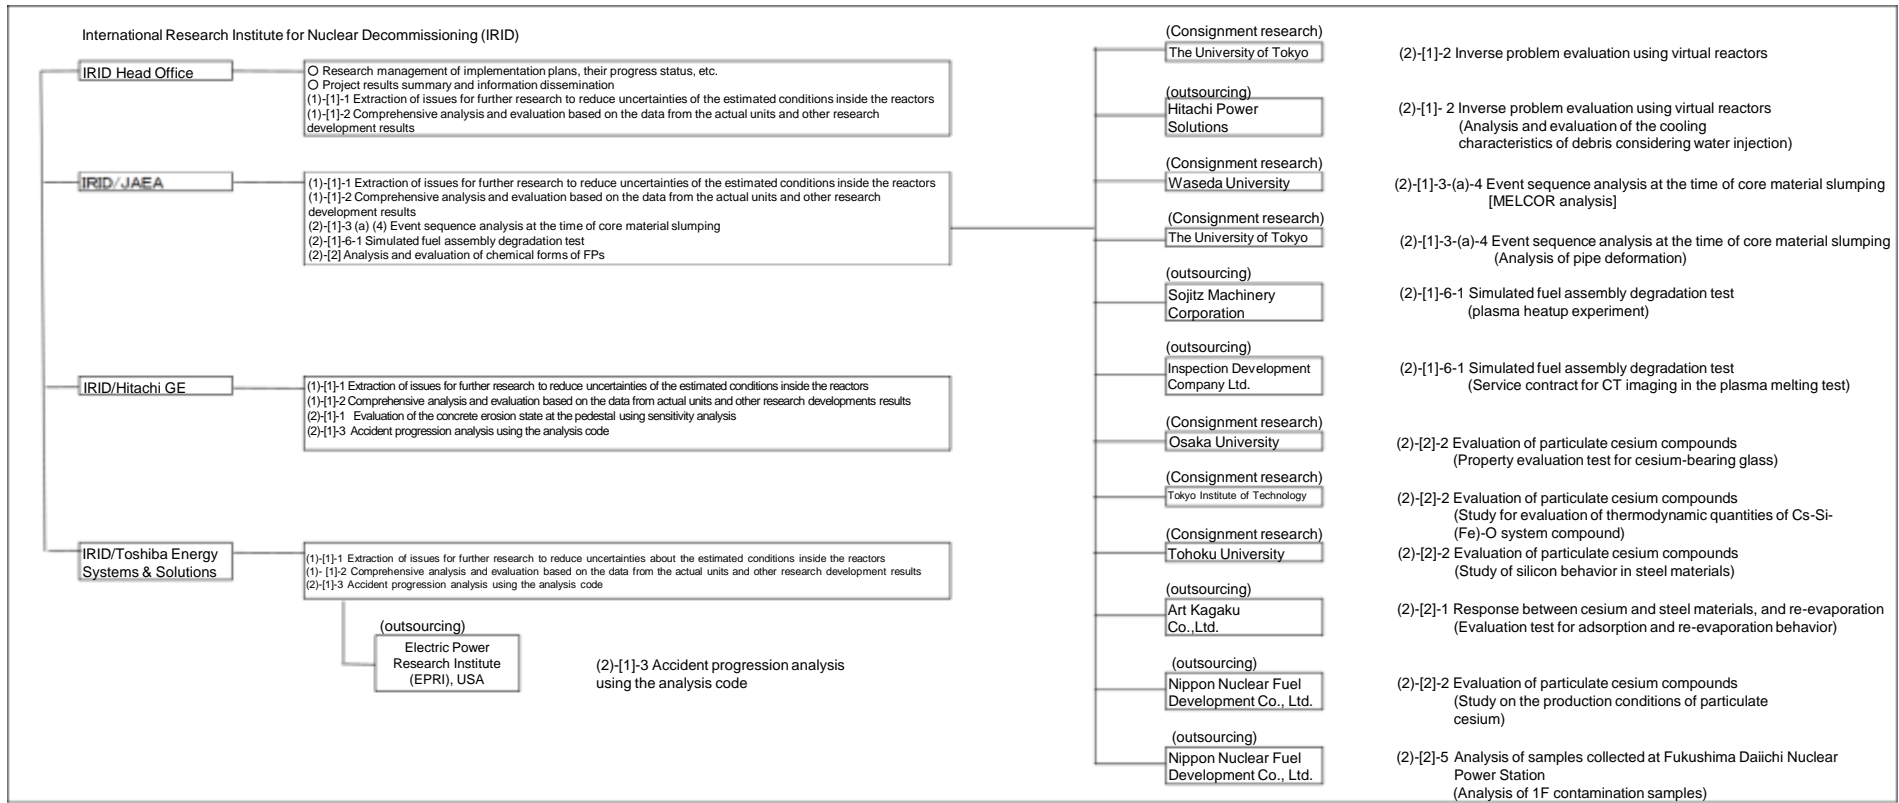 International Research Institute for Nuclear Decommissioning (IRID)
IRID Head Office
○ Research management of implementation plans, their progress status, etc.
○ Project results summary and information dissemination
(1)-[1]-1 Extraction of issues for further research to reduce uncertainties of the estimated conditions inside the reactors
(1)-[1]-2 Comprehensive analysis and evaluation based on the data from the actual units and other research
development results
IRID/JAEA
(1)-[1]-1 Extraction of issues for further research to reduce uncertainties of the estimated conditions inside the reactors
(1)-[1]-2 Comprehensive analysis and evaluation based on the data from the actual units and other research
development results
(2)-[1]-3 (a) (4) Event sequence analysis at the time of core material slumping
(2)-[1]-6-1 Simulated fuel assembly degradation test
(2)-[2] Analysis and evaluation of chemical forms of FPs
IRID/Hitachi GE
(1)-[1]-1 Extraction of issues for further research to reduce uncertainties of the estimated conditions inside the reactors
(1)-[1]-2 Comprehensive analysis and evaluation based on the data from actual units and other research developments results
(2)-[1]-1 Evaluation of the concrete erosion state at the pedestal using sensitivity analysis
(2)-[1]-3 Accident progression analysis using the analysis code
IRID/Toshiba Energy
Systems & Solutions
(1)-[1]-1 Extraction of issues for further research to reduce uncertainties about the estimated conditions inside the reactors
(1)- [1]-2 Comprehensive analysis and evaluation based on the data from the actual units and other research development results
(2)-[1]-3 Accident progression analysis using the analysis code
(outsourcing)
Electric Power
Research Institute
(EPRI), USA
(2)-[1]-3 Accident progression analysis
using the analysis code
(Consignment research)
The University of Tokyo
(2)-[1]-2 Inverse problem evaluation using virtual reactors
(outsourcing)
Hitachi Power
Solutions
(2)-[1]- 2 Inverse problem evaluation using virtual reactors
(Analysis and evaluation of the cooling
characteristics of debris considering water injection)
(Consignment research)
Waseda University
(2)-[1]-3-(a)-4 Event sequence analysis at the time of core material slumping
[MELCOR analysis]
(Consignment research)
The University of Tokyo
(2)-[1]-3-(a)-4 Event sequence analysis at the time of core material slumping
(Analysis of pipe deformation)
(outsourcing)
Sojitz Machinery
Corporation
(2)-[1]-6-1 Simulated fuel assembly degradation test
(plasma heatup experiment)
(outsourcing)
Inspection Development
Company Ltd.
(2)-[1]-6-1 Simulated fuel assembly degradation test
(Service contract for CT imaging in the plasma melting test)
(Consignment research)
Osaka University
(2)-[2]-2 Evaluation of particulate cesium compounds
(Property evaluation test for cesium-bearing glass)
(Consignment research)
Tokyo Institute of Technology
(2)-[2]-2 Evaluation of particulate cesium compounds
(Study for evaluation of thermodynamic quantities of Cs-Si-
(Fe)-O system compound)
(Consignment research)
Tohoku University
(2)-[2]-2 Evaluation of particulate cesium compounds
(Study of silicon behavior in steel materials)
(outsourcing)
Art Kagaku
Co.,Ltd.
(2)-[2]-1 Response between cesium and steel materials, and re-evaporation
(Evaluation test for adsorption and re-evaporation behavior)
(outsourcing)
Nippon Nuclear Fuel
Development Co., Ltd.
(2)-[2]-2 Evaluation of particulate cesium compounds
(Study on the production conditions of particulate
cesium)
(outsourcing)
Nippon Nuclear Fuel
Development Co., Ltd.
(2)-[2]-5 Analysis of samples collected at Fukushima Daiichi Nuclear
Power Station
(Analysis of 1F contamination samples)